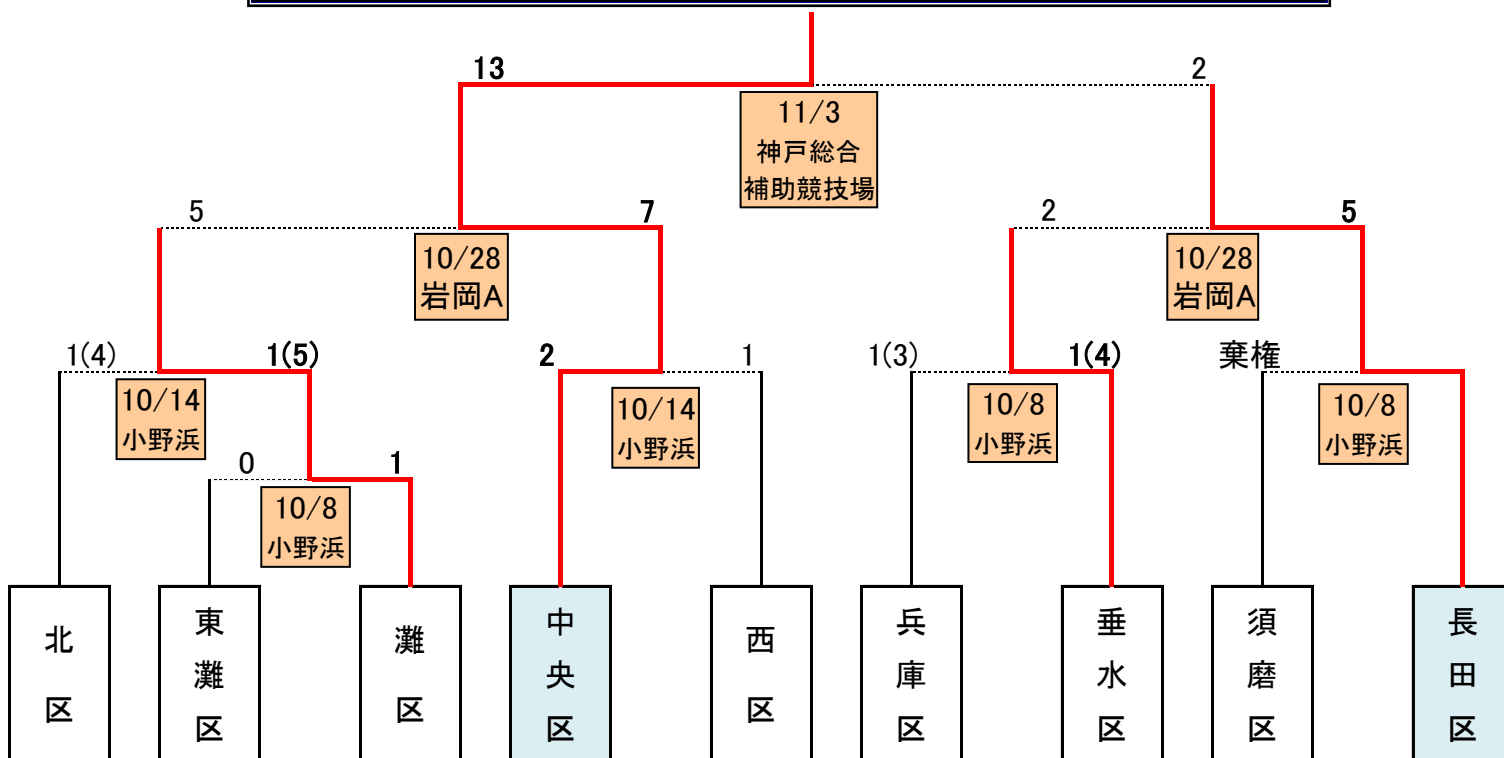 13
2
11/3
神戸総合
補助競技場
5
7
2
5
10/28
岩岡A
10/28
岩岡A
1(4)
1(5)
2
1
1(3)
1(4)
棄権
10/14
小野浜
10/14
小野浜
10/8
小野浜
10/8
小野浜
0
1
10/8
小野浜
北区
東灘区
灘区
中央区
西区
兵庫区
垂水区
須磨区
長田区